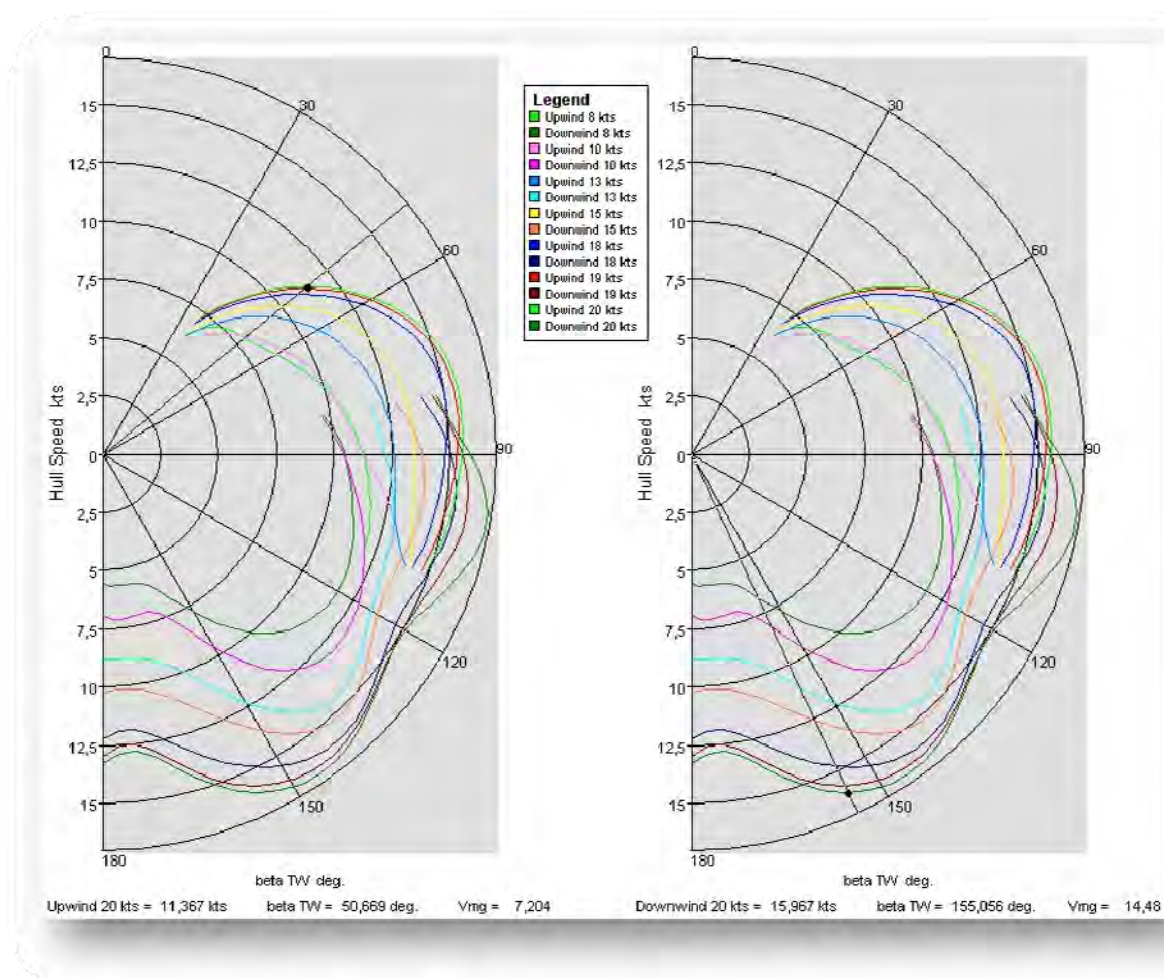 0
30
15
12,5
60
10
7,5
5
2,5
Hull Speed kts
0
90
2,5
5
7,5
120
10
12,5
150
15
180
beta TW deg.
Upwind 20 kts = 11,367 kts beta TW = 50,669 deg. Vmg = 7,204
Legend
Upwind 8 kts
Downwind 8 kts
Upwind 10 kts
Downwind 10 kts
Upwind 13 kts
Downwind 13 kts
Upwind 15 kts
Downwind 15 kts
Upwind 18 kts
Downwind 18 kts
Upwind 19 kts
Downwind 19 kts
Upwind 20 kts
Downwind 20 kts
0
30
15
12,5
60
10
7,5
5
2,5
Hull Speed kts
0
90
2,5
5
7,5
120
10
12,5
150
15
180
beta TW deg.
Downwind 20 kts = 15,967 kts beta TW = 155,056 deg. Vmg = 14,48